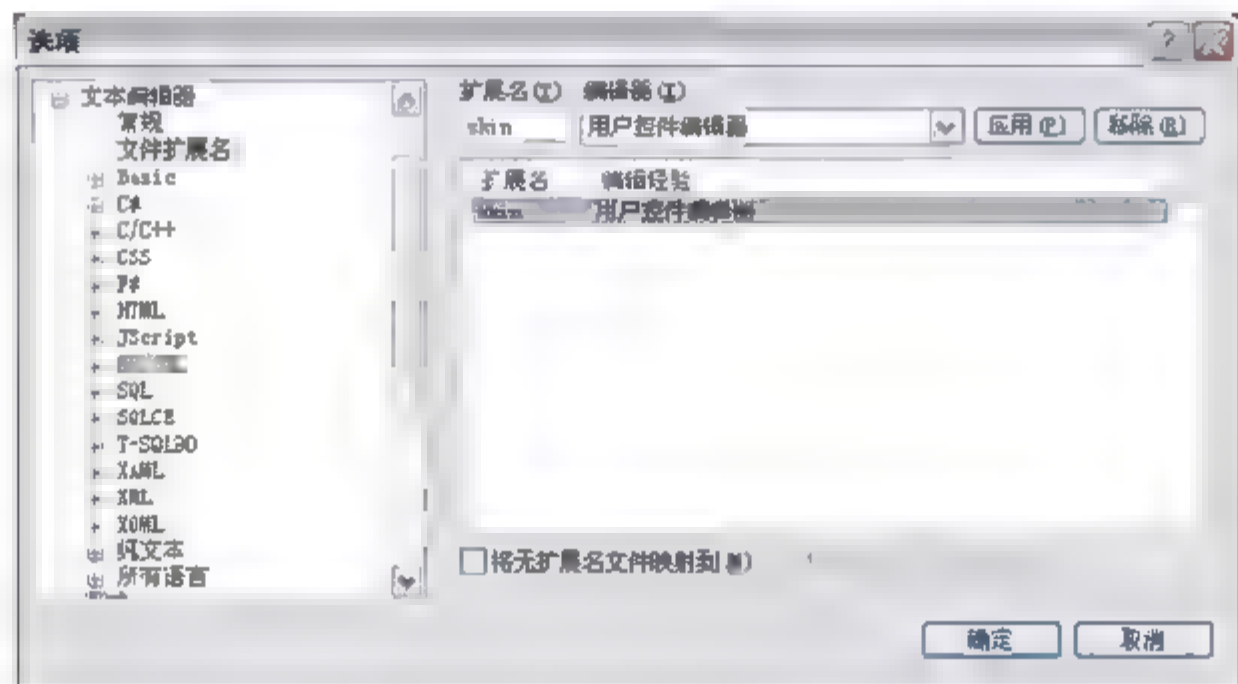 选项
文本编辑器
常规
文件扩展名
Basic
C#
C/C++
CSS
F#
HTML
JScript
SQL
SQLCE
T-SQL90
XAML
XML
XOML
纯文本
所有语言
扩展名(T) 编辑器(I)
skin 用户控件编辑器 应用(P) 移除(R)
扩展名 编辑经验
skin 用户控件编辑器
将无扩展名文件映射到
确定 取消